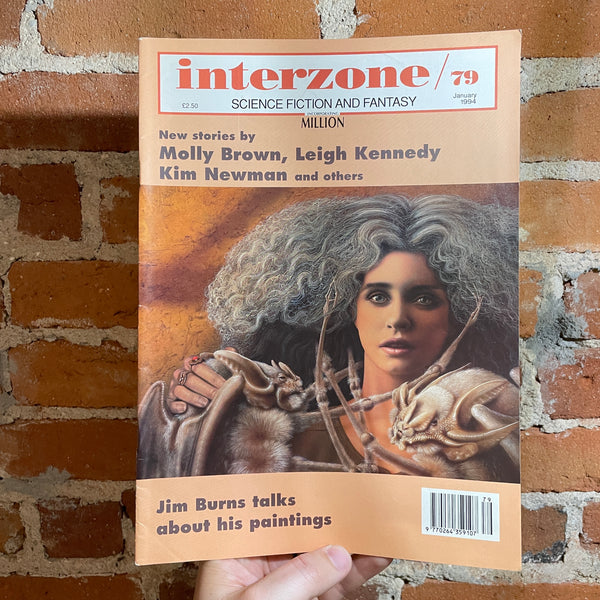 interzone/79
£2.50
SCIENCE FICTION AND FANTASY
January
1994
INCORPORATING
MILLION
New stories by
Molly Brown, Leigh Kennedy
Kim Newman and others
Jim Burns talks
about his paintings
79
9 770264 359107